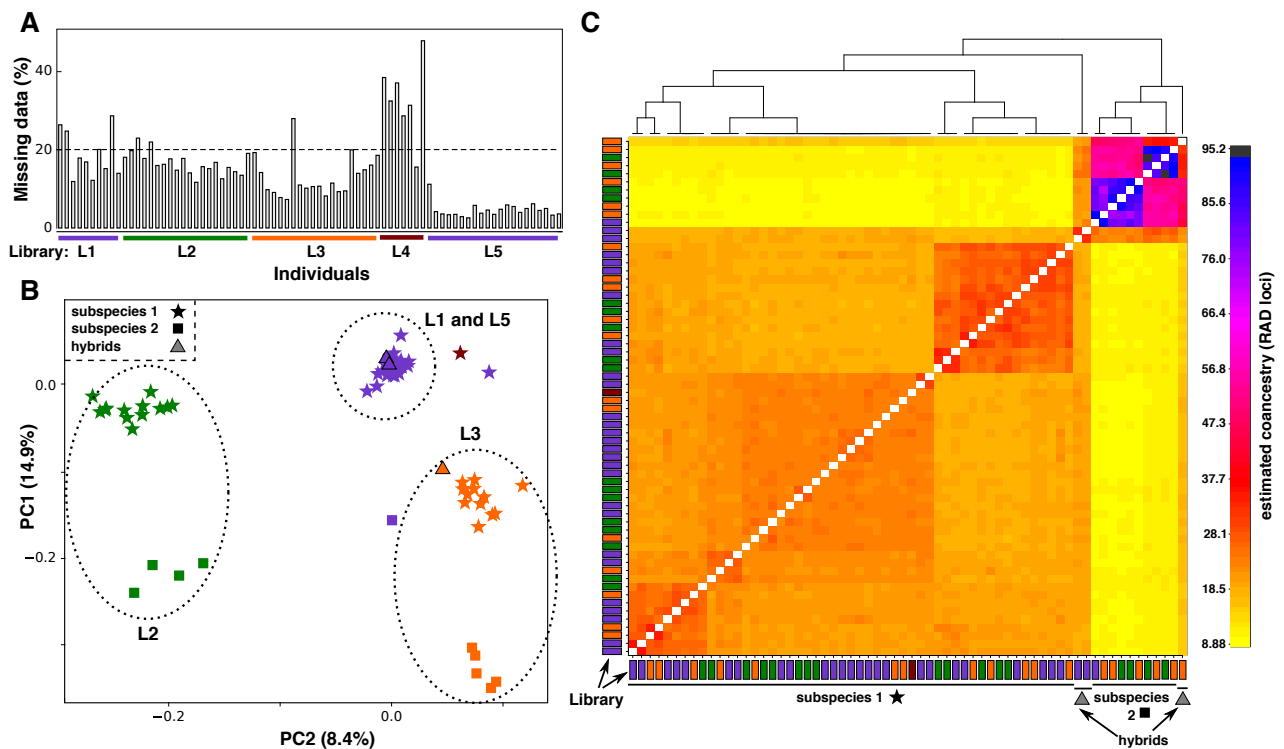 A
Missing data (%)
40
20
0
Library: L1 L2 L3 L4 L5
Individuals
B
subspecies 1
subspecies 2
hybrids
L1 and L5
L3
L2
PC1 (14.9%)
0.0
−0.2
−0.2
0.0
PC2 (8.4%)
C
95.2
85.6
76.0
66.4
56.8
47.3
37.7
28.1
18.5
8.88
estimated coancestry (RAD loci)
Library
subspecies 1
subspecies
2
hybrids